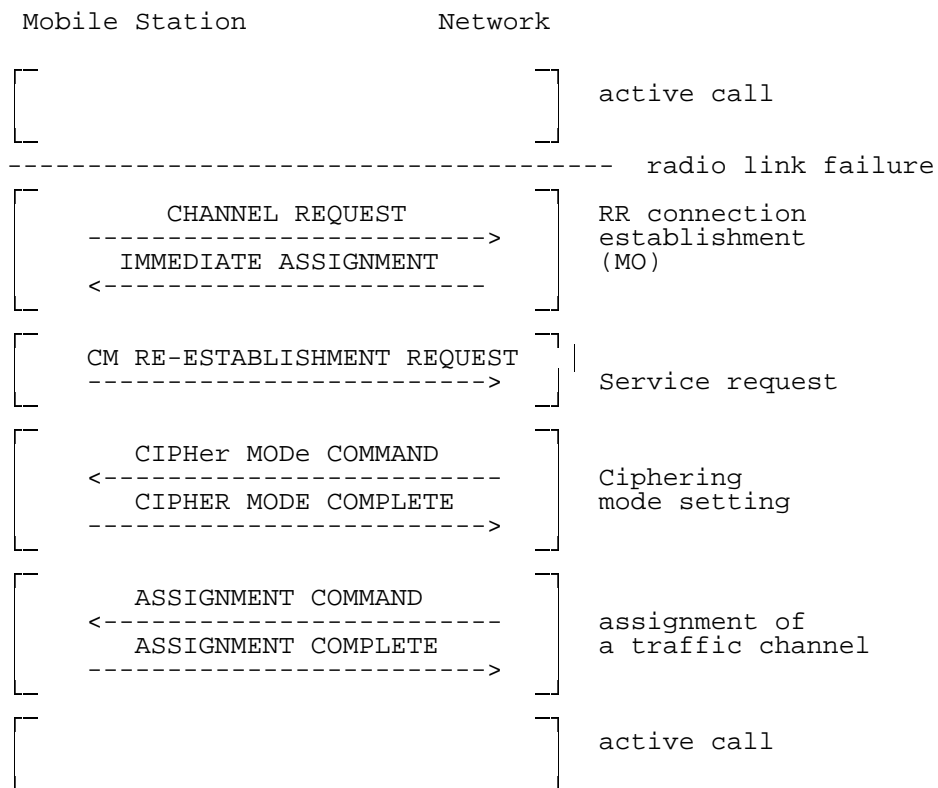 Mobile Station Network
active call
radio link failure
CHANNEL REQUEST RR connection
-------------------------> establishment
IMMEDIATE ASSIGNMENT (MO)
<------------------------
CM RE-ESTABLISHMENT REQUEST
-------------------------> Service request
CIPHer MODe COMMAND
<------------------------- Ciphering
CIPHER MODE COMPLETE mode setting
------------------------->
ASSIGNMENT COMMAND
<------------------------- assignment of
ASSIGNMENT COMPLETE a traffic channel
------------------------->
active call